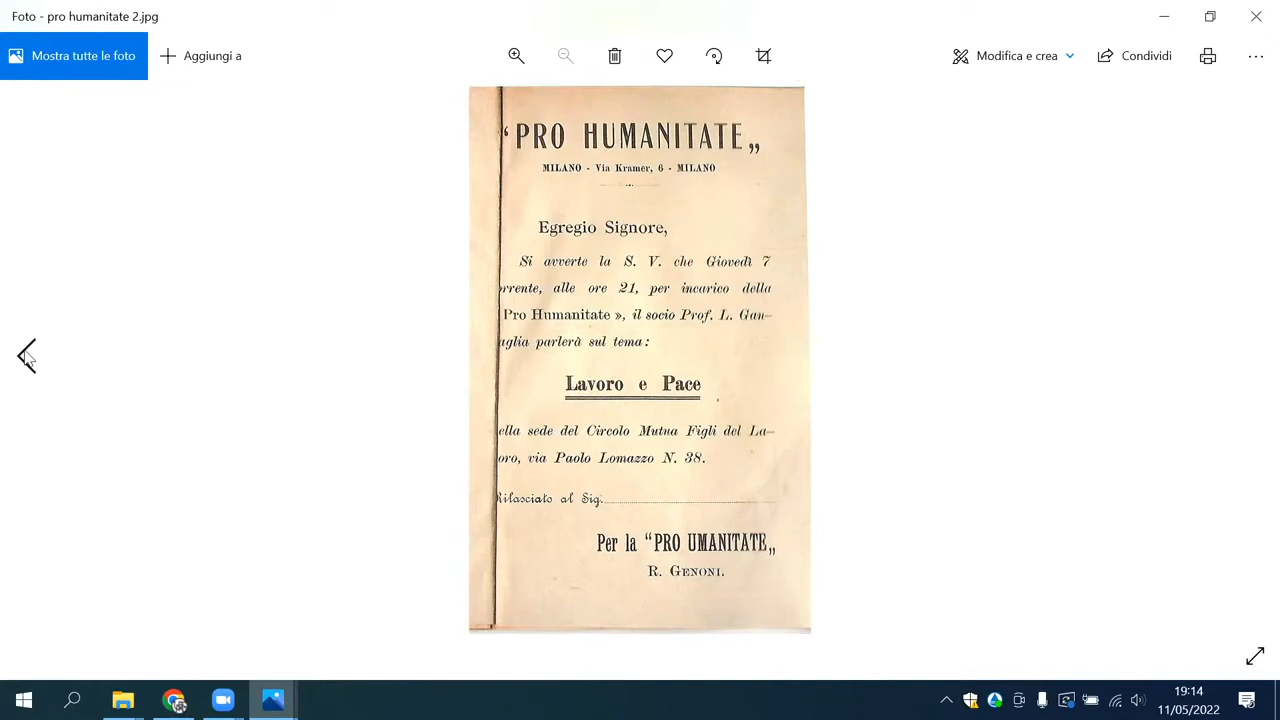 Foto - pro humanitate 2.jpg
Mostra tutte le foto
Aggiungi a
Modifica e crea
Condividi
“PRO HUMANITATE„
MILANO - Via Kramer, 6 - MILANO
Egregio Signore,
Si avverte la S. V. che Giovedì 7
rrente, alle ore 21, per incarico della
Pro Humanitate », il socio Prof. L. Gan-
aglia parlerà sul tema:
Lavoro e Pace
ella sede del Circolo Mutua Figli del La-
oro, via Paolo Lomazzo N. 38.
Rilasciato al Sig.
Per la “PRO UMANITATE„
R. GENONI.
19:14
11/05/2022